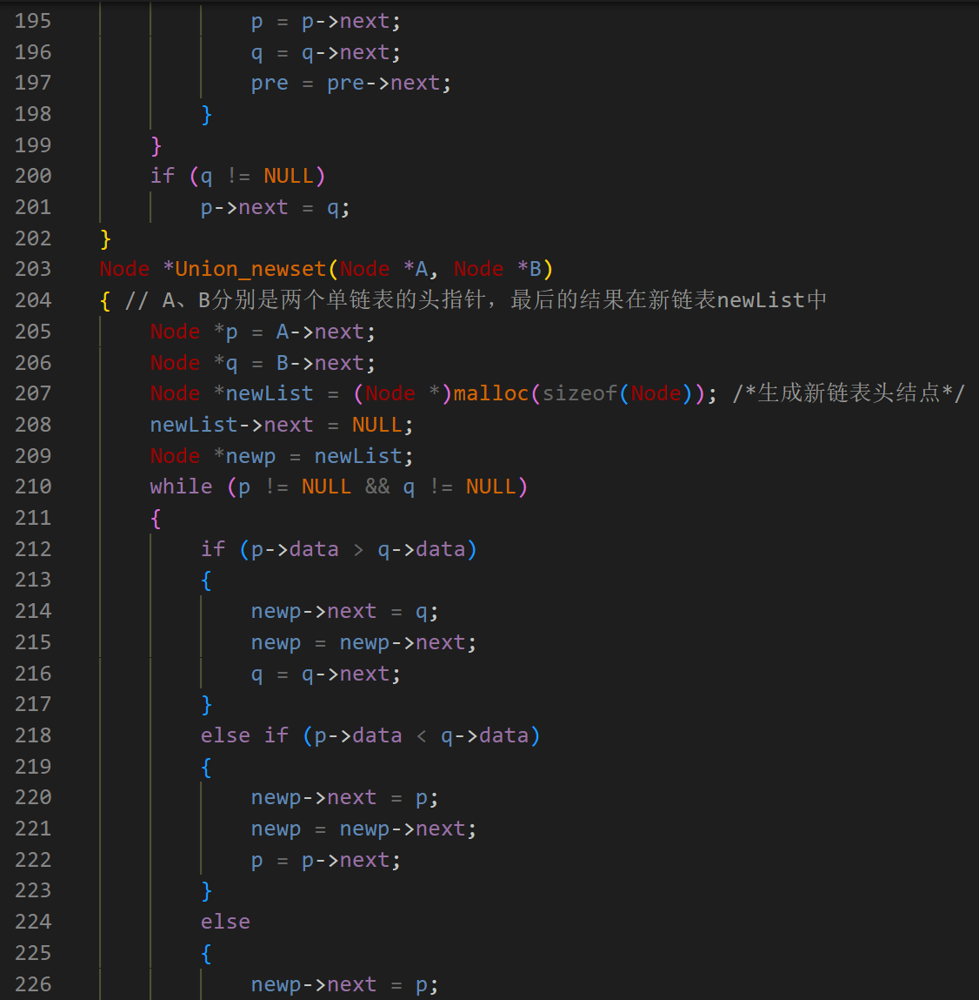 195 p = p->next;
196 q = q->next;
197 pre = pre->next;
198 }
199 }
200 if (q != NULL)
201 p->next = q;
202 }
203 Node *Union_newset(Node *A, Node *B)
204 { // A、B分别是两个单链表的头指针，最后的结果在新链表newList中
205 Node *p = A->next;
206 Node *q = B->next;
207 Node *newList = (Node *)malloc(sizeof(Node)); /*生成新链表头结点*/
208 newList->next = NULL;
209 Node *newp = newList;
210 while (p != NULL && q != NULL)
211 {
212 if (p->data > q->data)
213 {
214 newp->next = q;
215 newp = newp->next;
216 q = q->next;
217 }
218 else if (p->data < q->data)
219 {
220 newp->next = p;
221 newp = newp->next;
222 p = p->next;
223 }
224 else
225 {
226 newp->next = p;